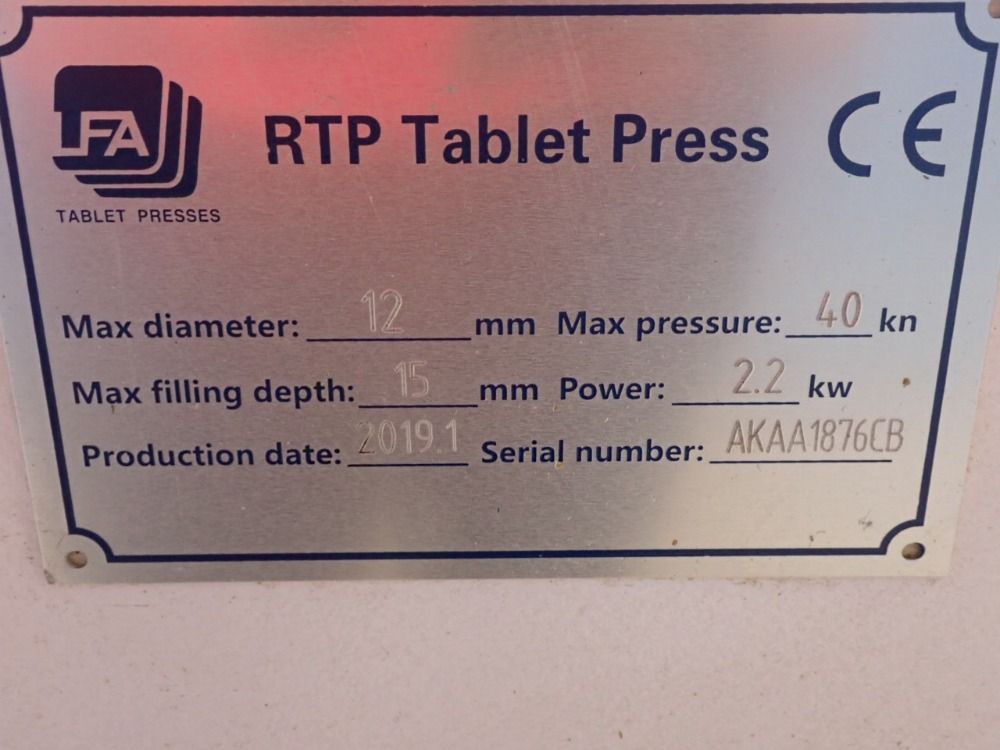 LFA
TABLET PRESSES
RTP Tablet Press CE
Max diameter: 12 mm Max pressure: 40 kn
Max filling depth: 15 mm Power: 2.2 kw
Production date: 2019.1 Serial number: AKAA1876CB